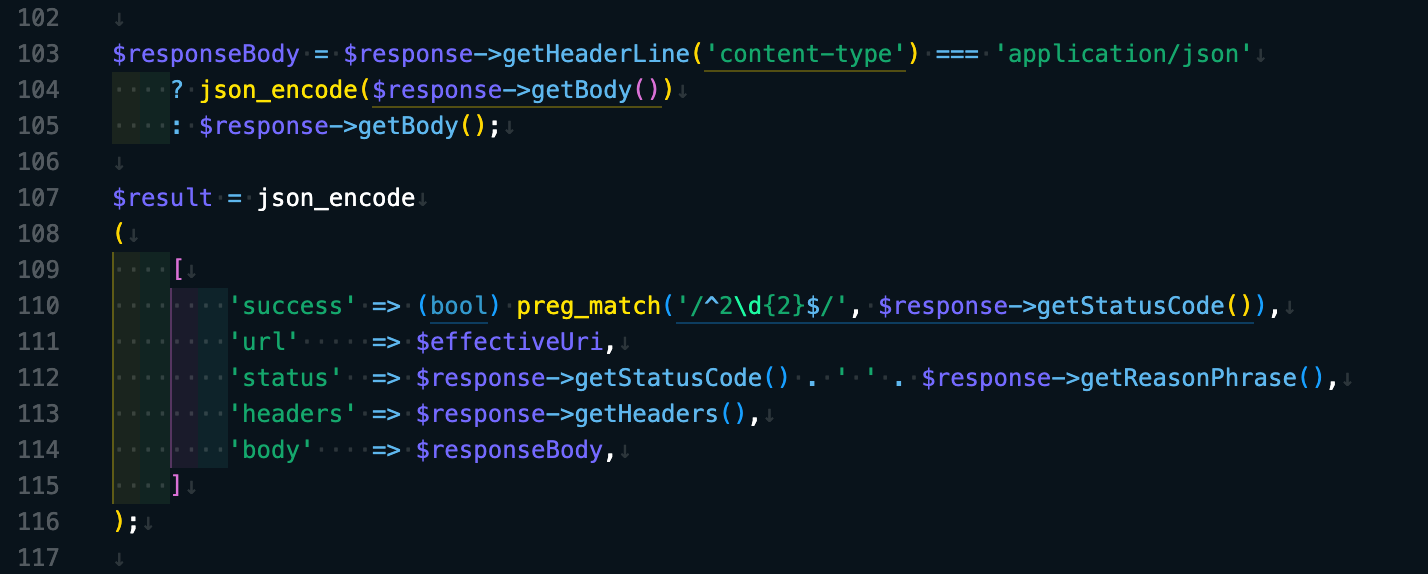 102
103 $responseBody = $response->getHeaderLine('content-type') === 'application/json'
104     ? json_encode($response->getBody())
105     : $response->getBody();
106
107 $result = json_encode
108 (
109     [
110         'success' => (bool) preg_match('/^2\d{2}$/', $response->getStatusCode()),
111         'url'     => $effectiveUri,
112         'status'  => $response->getStatusCode() . ' ' . $response->getReasonPhrase(),
113         'headers' => $response->getHeaders(),
114         'body'    => $responseBody,
115     ]
116 );
117